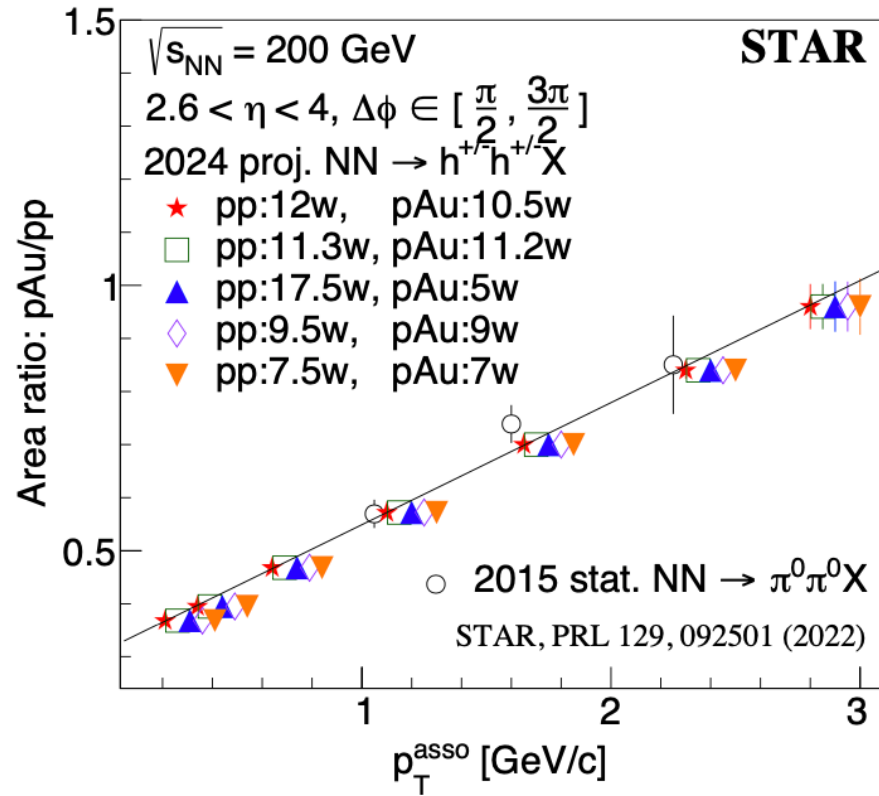 1.5
√s_NN = 200 GeV
STAR
2.6 < η < 4, Δφ ∈ [ π/2 , 3π/2 ]
2024 proj. NN → h^{+/-}h^{+/-}X
pp:12w, pAu:10.5w
pp:11.3w, pAu:11.2w
pp:17.5w, pAu:5w
pp:9.5w, pAu:9w
pp:7.5w, pAu:7w
Area ratio: pAu/pp
1
0.5
2015 stat. NN → π⁰π⁰X
STAR, PRL 129, 092501 (2022)
1 2 3
p_T^asso [GeV/c]